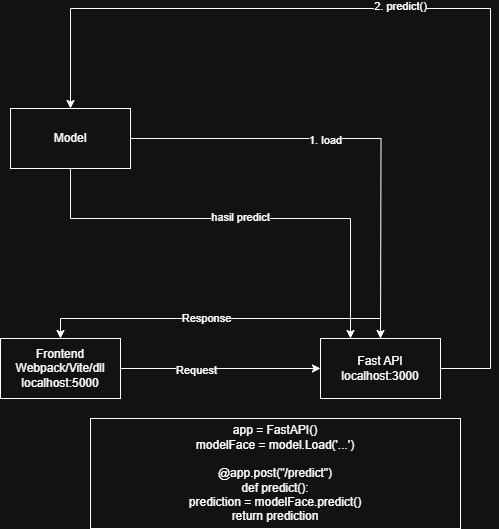 2. predict()
Model
1. load
hasil predict
Response
Frontend
Webpack/Vite/dll
localhost:5000
Request
Fast API
localhost:3000
app = FastAPI()
modelFace = model.Load('...')
@app.post("/predict")
def predict():
prediction = modelFace.predict()
return prediction